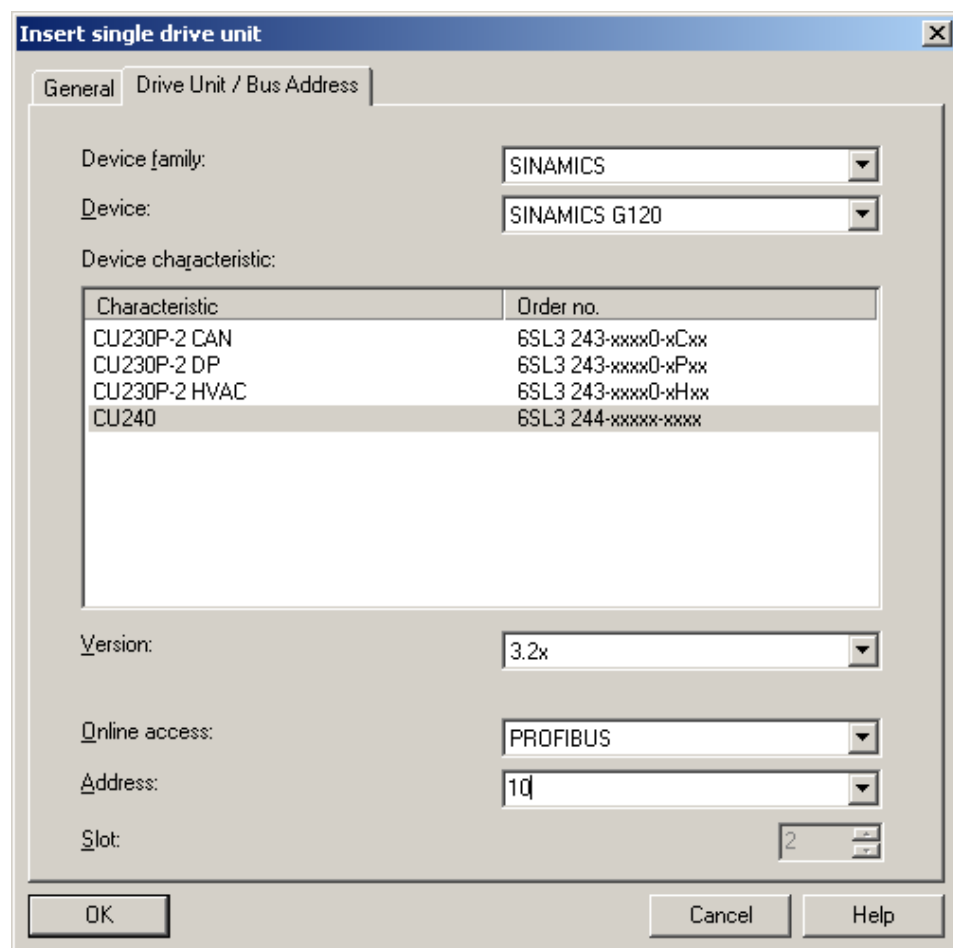 Insert single drive unit
General Drive Unit / Bus Address
Device family: SINAMICS
Device: SINAMICS G120
Device characteristic:
Characteristic Order no.
CU230P-2 CAN 6SL3 243-xxxx0-xCxx
CU230P-2 DP 6SL3 243-xxxx0-xPxx
CU230P-2 HVAC 6SL3 243-xxxx0-xHxx
CU240 6SL3 244-xxxxx-xxxx
Version: 3.2x
Online access: PROFIBUS
Address: 10
Slot: 2
OK Cancel Help